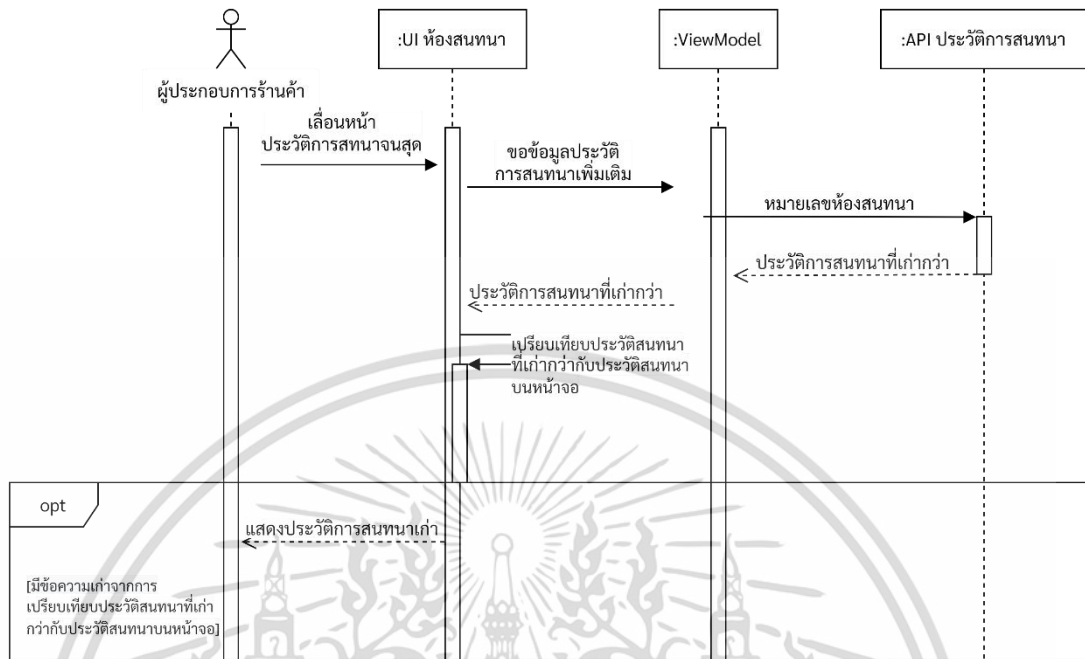 :UI ห้องสนทนา
:ViewModel
:API ประวัติการสนทนา
ผู้ประกอบการร้านค้า
เลื่อนหน้า
ประวัติการสทนาจนสุด
ขอข้อมูลประวัติ
การสนทนาเพิ่มเติม
หมายเลขห้องสนทนา
ประวัติการสนทนาที่เก่ากว่า
ประวัติการสนทนาที่เก่ากว่า
เปรียบเทียบประวัติสนทนา
ที่เก่ากว่ากับประวัติสนทนา
บนหน้าจอ
opt
แสดงประวัติการสนทนาเก่า
[มีข้อความเก่าจากการ
เปรียบเทียบประวัติสนทนาที่เก่า
กว่ากับประวัติสนทนาบนหน้าจอ]